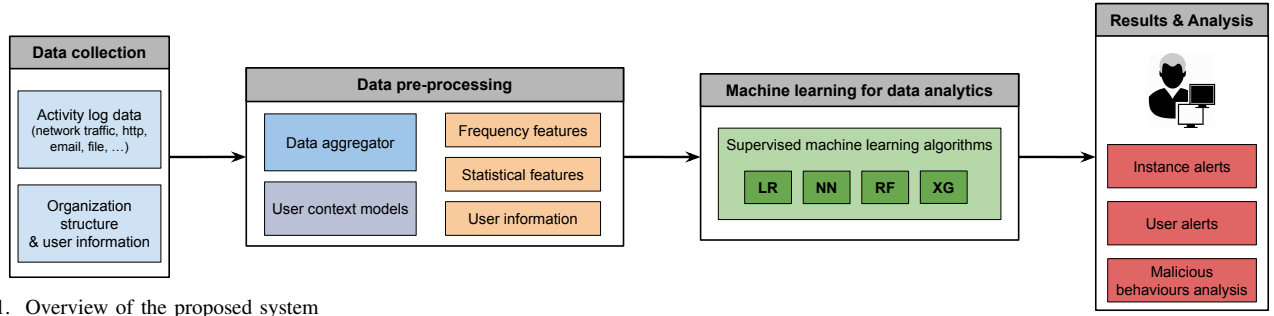 Data collection
Activity log data
(network traffic, http,
email, file, ...)
Organization
structure
& user information
Data pre-processing
Data aggregator
User context models
Frequency features
Statistical features
User information
Machine learning for data analytics
Supervised machine learning algorithms
LR NN RF XG
Results & Analysis
Instance alerts
User alerts
Malicious
behaviours analysis
1. Overview of the proposed system